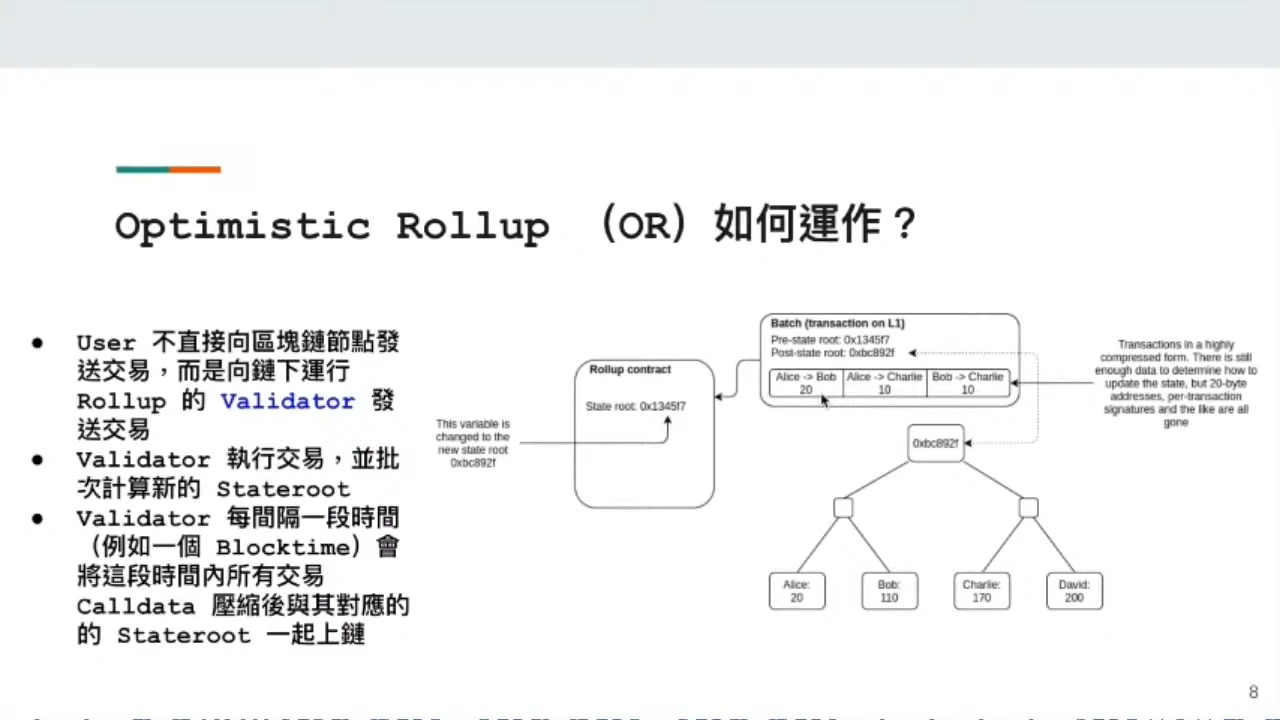 Optimistic Rollup （OR）如何運作？
● User 不直接向區塊鏈節點發
送交易，而是向鏈下運行
Rollup 的 Validator 發
送交易
● Validator 執行交易，並批
次計算新的 Stateroot
● Validator 每間隔一段時間
（例如一個 Blocktime）會
將這段時間內所有交易
Calldata 壓縮後與其對應的
的 Stateroot 一起上鏈
This variable is
changed to the
new state root
0xbc892f
Rollup contract
State root: 0x1345f7
Batch (transaction on L1)
Pre-state root: 0x1345f7
Post-state root: 0xbc892f
Alice -> Bob
20
Alice -> Charlie
10
Bob -> Charlie
10
Transactions in a highly
compressed form. There is still
enough data to determine how to
update the state, but 20-byte
addresses, per-transaction
signatures and the like are all
gone
0xbc892f
Alice:
20
Bob:
110
Charlie:
170
David:
200
8